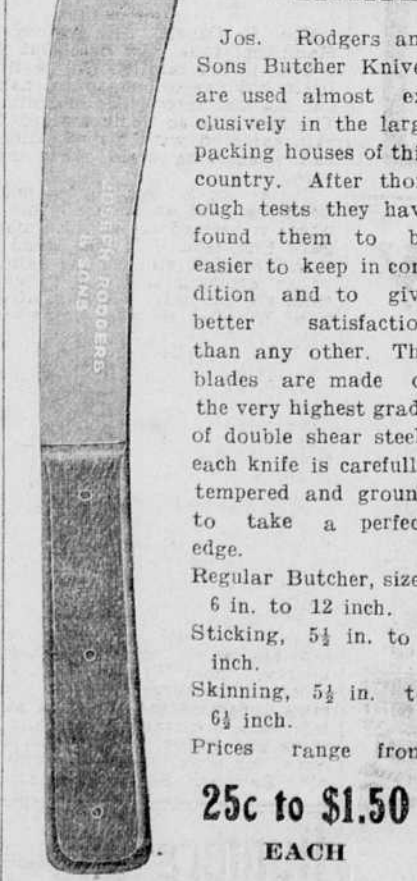 JOSEPH RODGERS
& SONS
Jos. Rodgers an
Sons Butcher Knive
are used almost e
clusively in the larg
packing houses of thi
country. After thor
ough tests they hav
found them to b
easier to keep in con
dition and to giv
better satisfactio
than any other. Th
blades are made o
the very highest grad
of double shear steel
each knife is carefull
tempered and groun
to take a perfec
edge.
Regular Butcher, size
6 in. to 12 inch.
Sticking, 5½ in. to
inch.
Skinning, 5½ in. t
6½ inch.
Prices range from
25c to $1.50
EACH